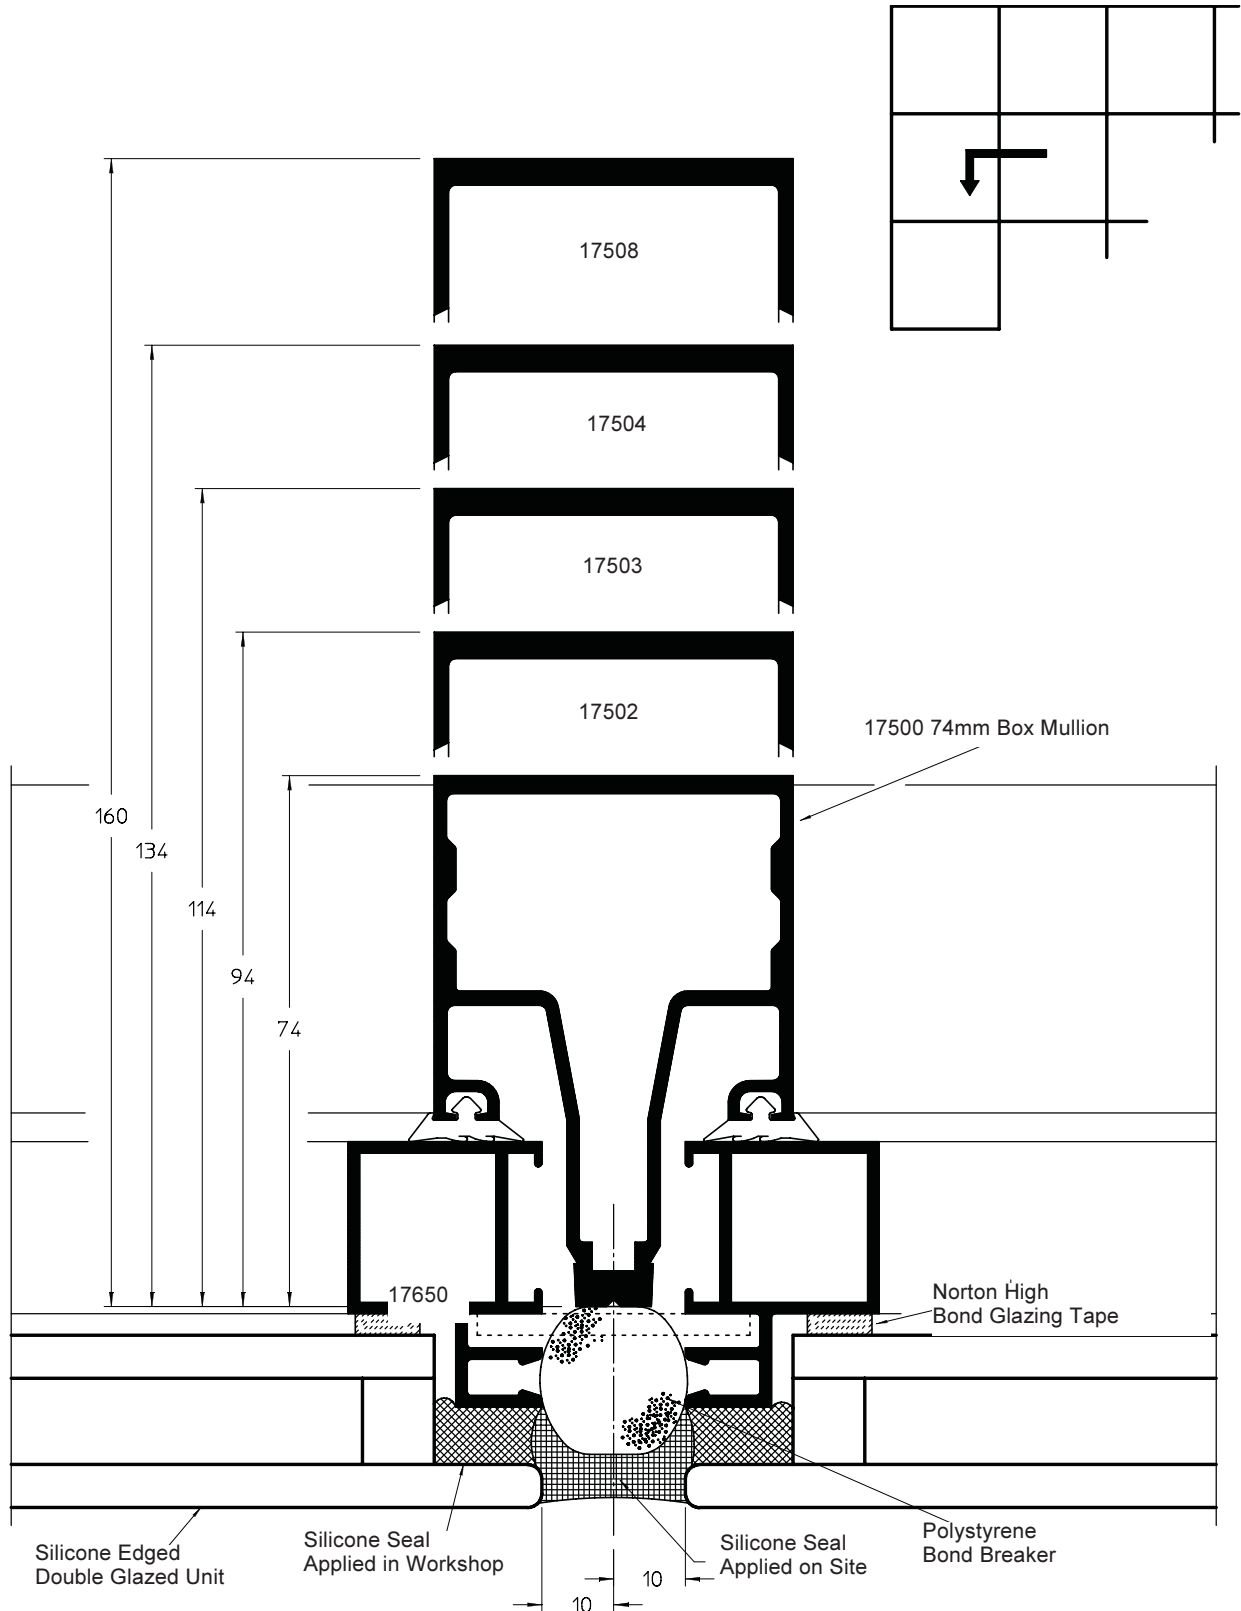 17508
17504
17503
17502
17500 74mm Box Mullion
160
134
114
94
74
17650
Norton High
Bond Glazing Tape
Silicone Edged
Double Glazed Unit
Silicone Seal
Applied in Workshop
Silicone Seal
Applied on Site
Polystyrene
Bond Breaker
10
10